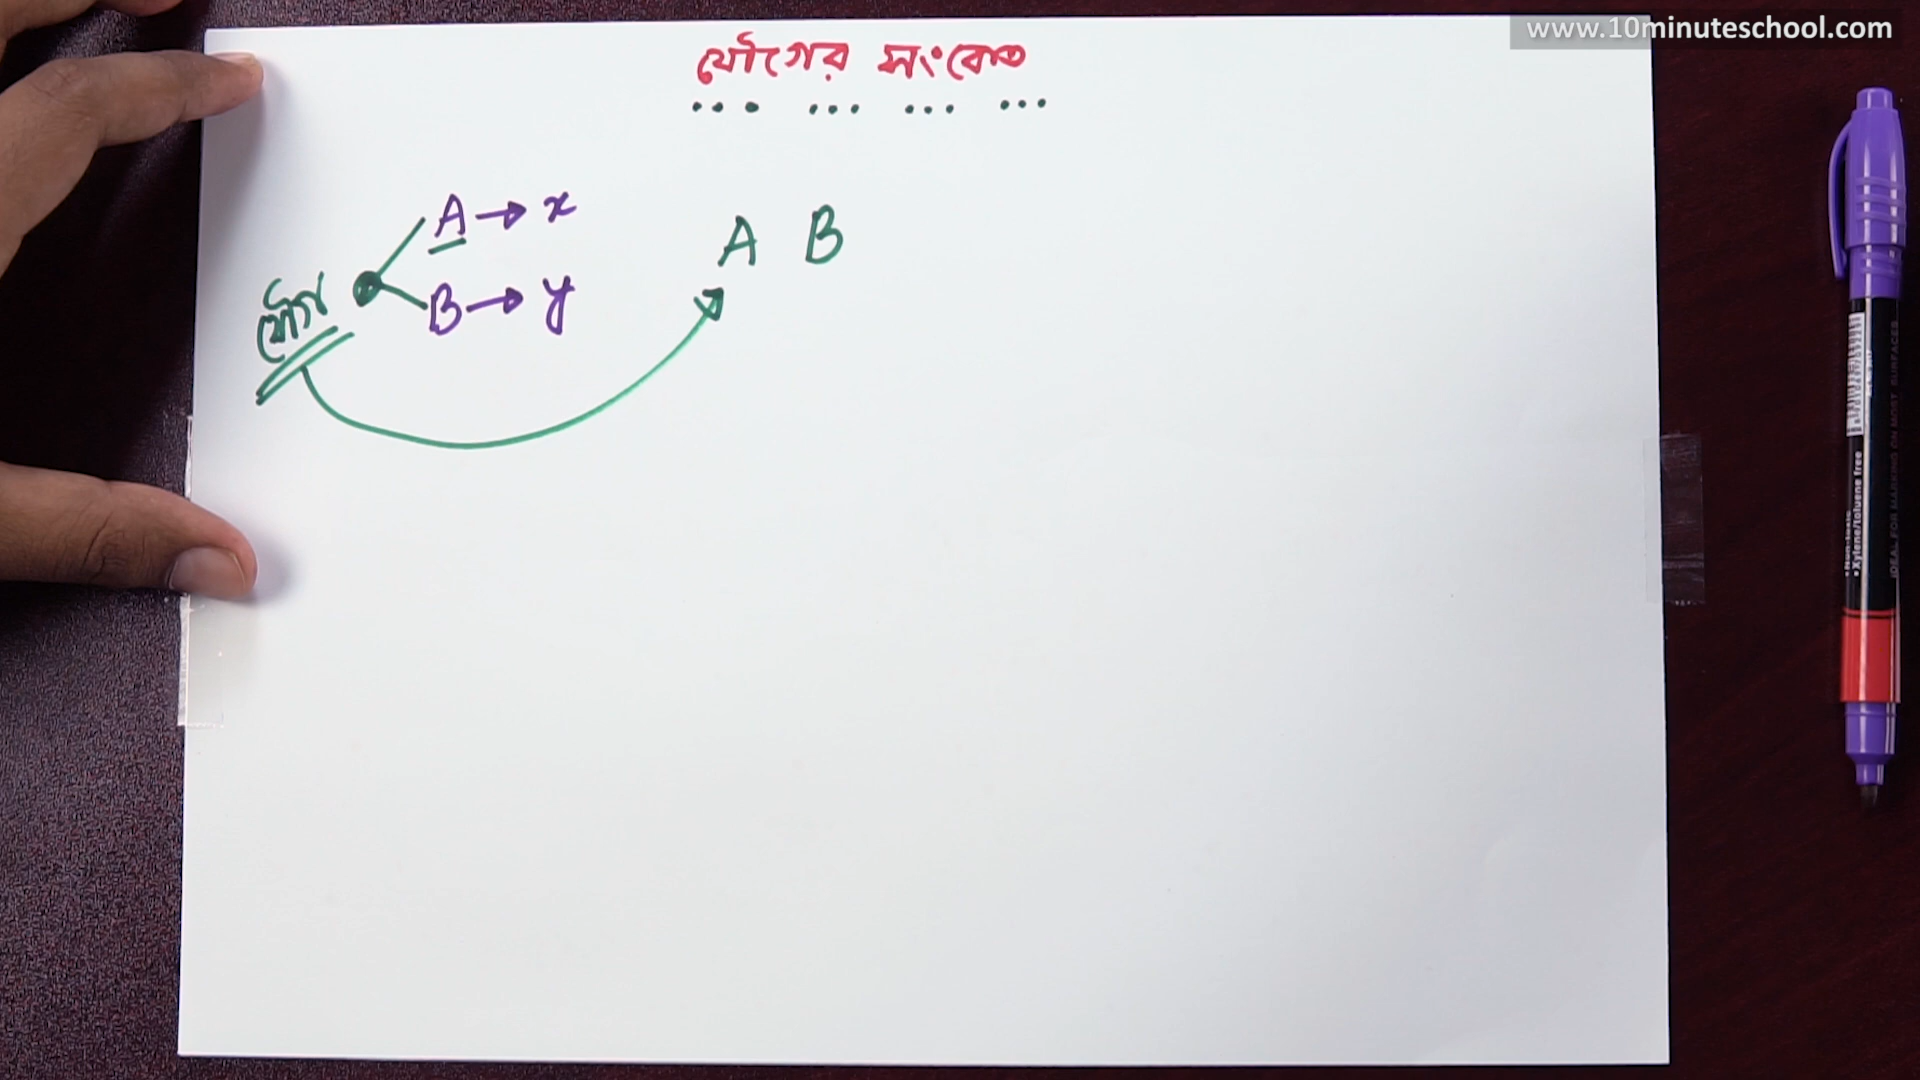 www.10minuteschool.com
যৌগের সংকেত
A → x
A B
যৌগ
B → y